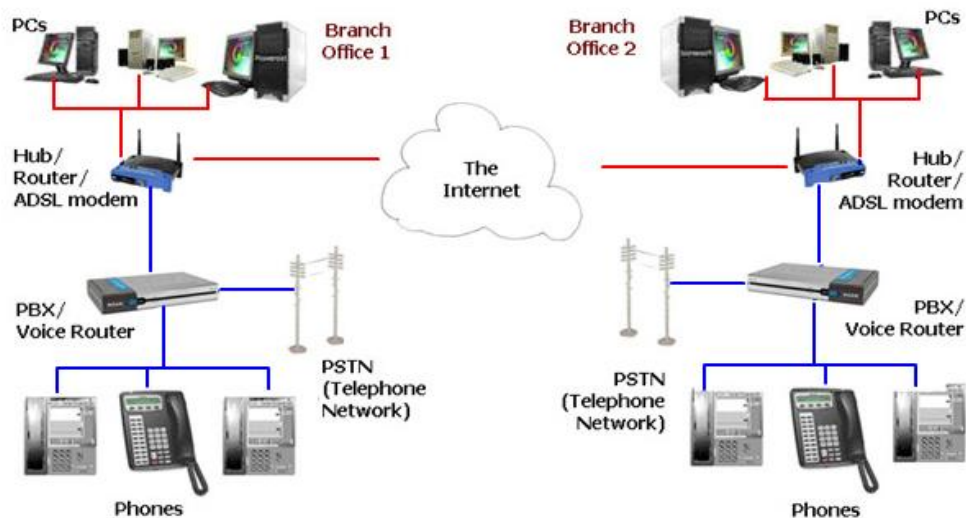 PCs
Branch
Office 1
Branch
Office 2
PCs
Hub/
Router/
ADSL modem
The
Internet
Hub/
Router/
ADSL modem
PBX/
Voice Router
PSTN
(Telephone
Network)
PBX/
Voice Router
PSTN
(Telephone
Network)
Phones
Phones